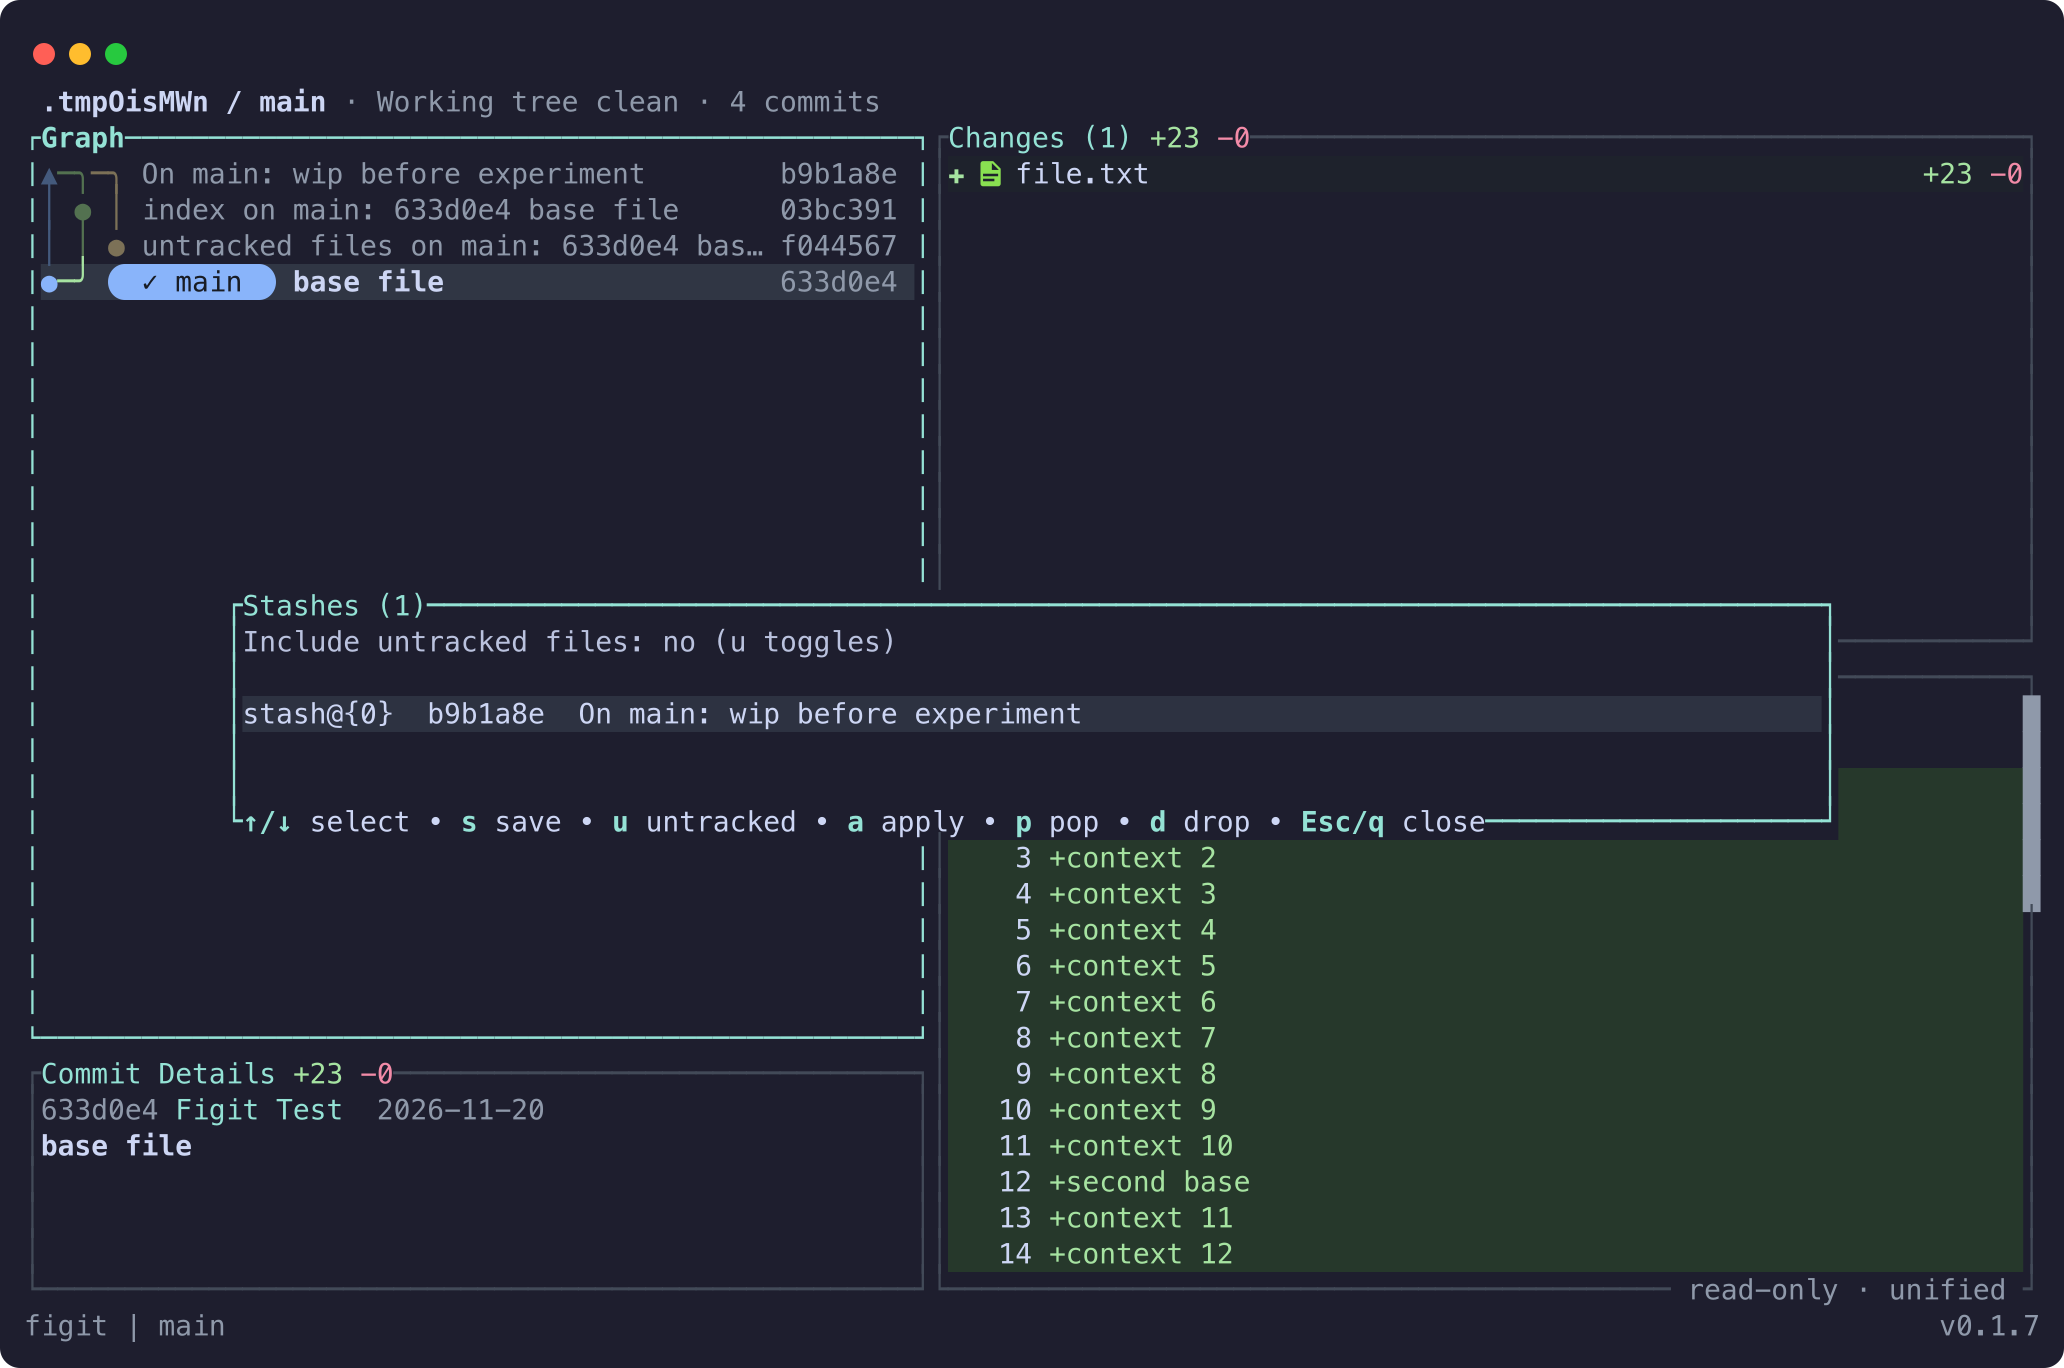 .tmpOisMWn / main · Working tree clean · 4 commits
Graph
On main: wip before experiment b9b1a8e
index on main: 633d0e4 base file 03bc391
untracked files on main: 633d0e4 bas… f044567
✓ main base file 633d0e4
Changes (1) +23 −0
+ file.txt +23 −0
Stashes (1)
Include untracked files: no (u toggles)
stash@{0} b9b1a8e On main: wip before experiment
↑/↓ select • s save • u untracked • a apply • p pop • d drop • Esc/q close
3 +context 2
4 +context 3
5 +context 4
6 +context 5
7 +context 6
8 +context 7
9 +context 8
10 +context 9
11 +context 10
12 +second base
13 +context 11
14 +context 12
read−only · unified
Commit Details +23 −0
633d0e4 Figit Test 2026−11−20
base file
figit | main
v0.1.7